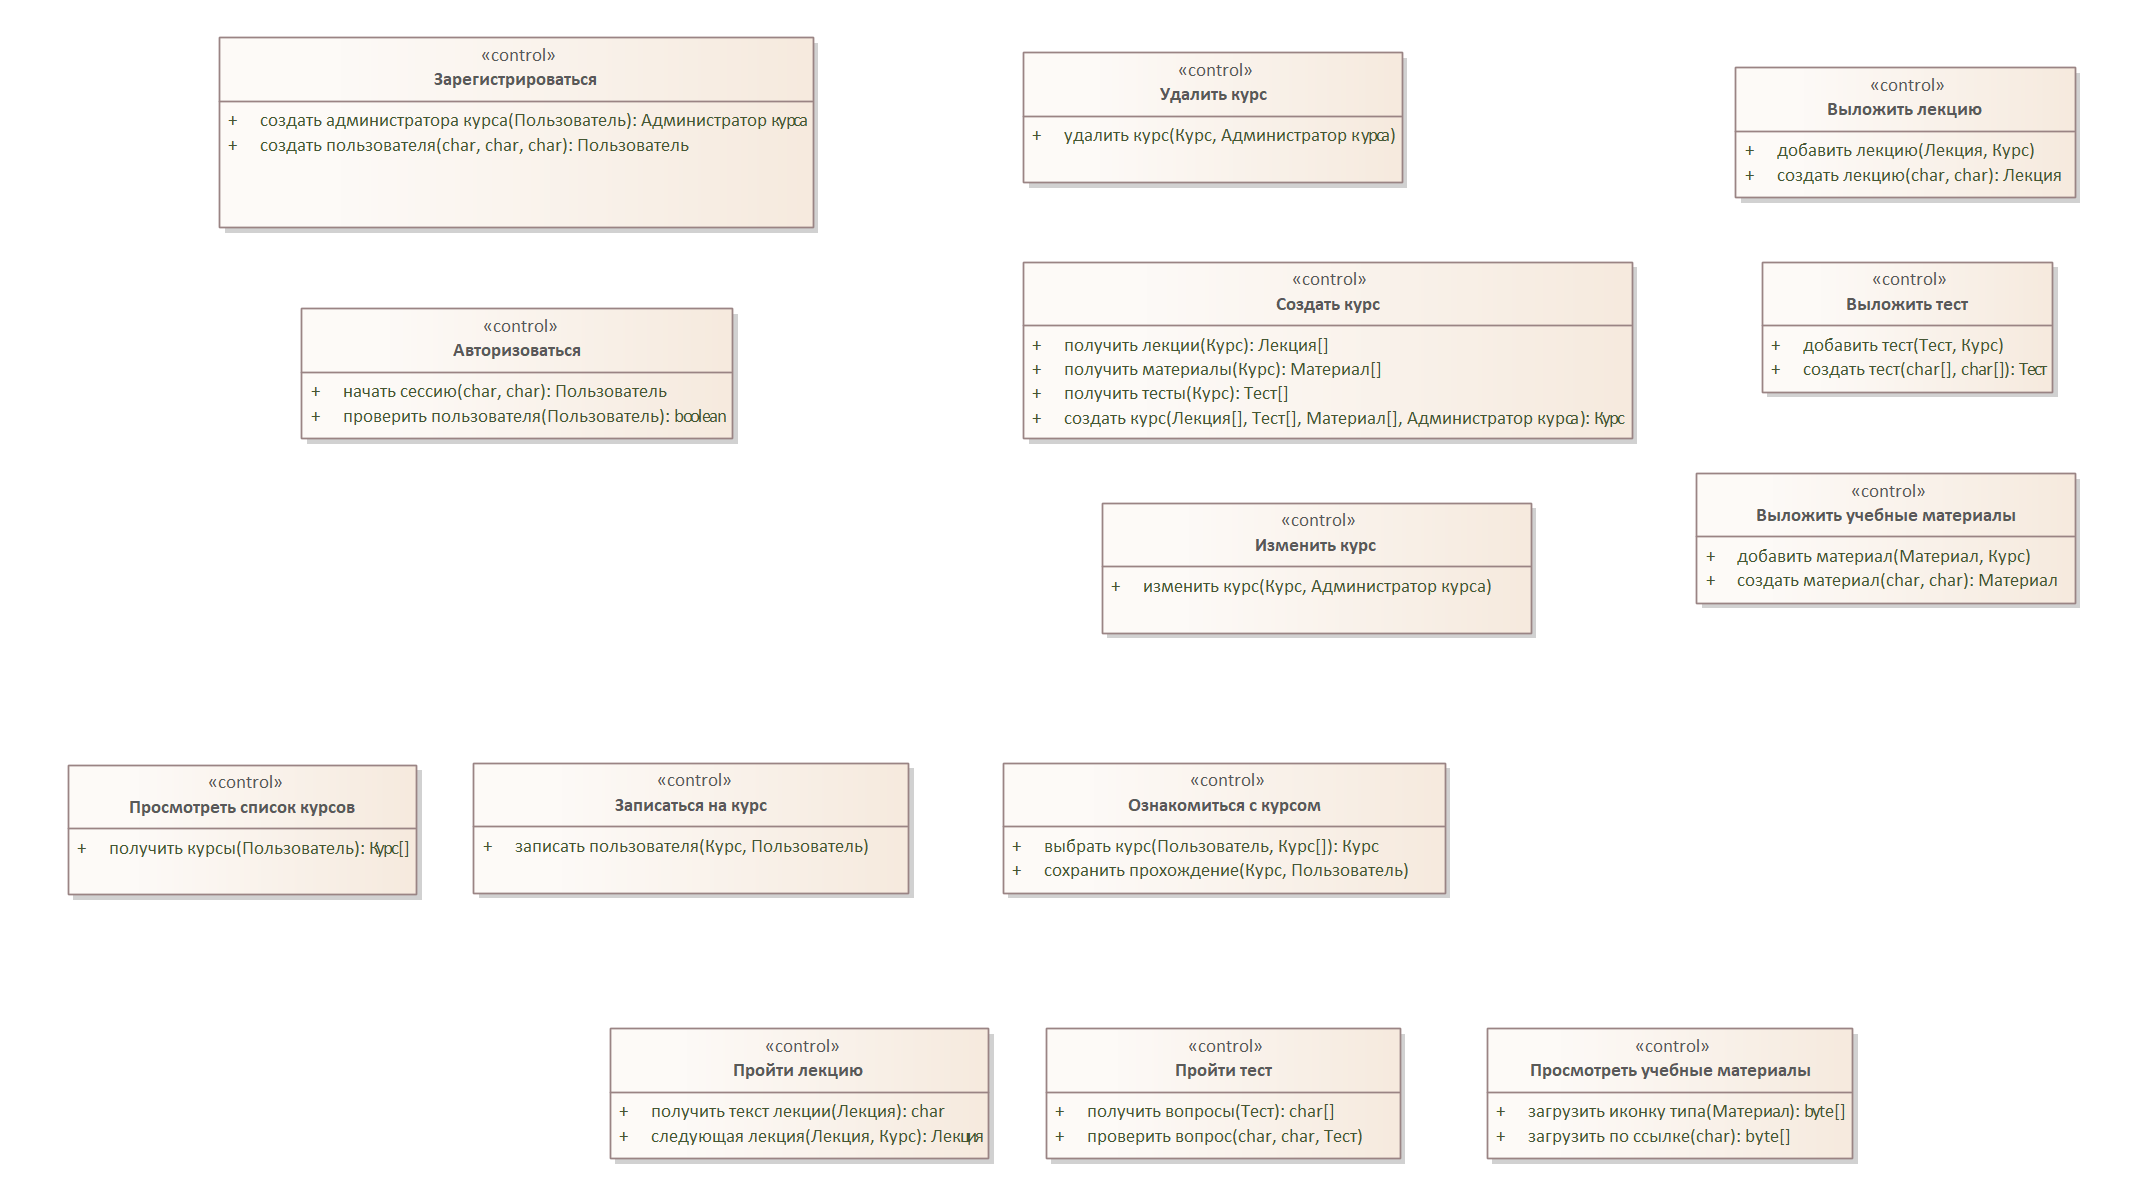 «control»
Зарегистрироваться
+ создать администратора курса(Пользователь): Администратор курса
+ создать пользователя(char, char, char): Пользователь
«control»
Удалить курс
+ удалить курс(Курс, Администратор курса)
«control»
Выложить лекцию
+ добавить лекцию(Лекция, Курс)
+ создать лекцию(char, char): Лекция
«control»
Авторизоваться
+ начать сессию(char, char): Пользователь
+ проверить пользователя(Пользователь): boolean
«control»
Создать курс
+ получить лекции(Курс): Лекция[]
+ получить материалы(Курс): Материал[]
+ получить тесты(Курс): Тест[]
+ создать курс(Лекция[], Тест[], Материал[], Администратор курса): Курс
«control»
Выложить тест
+ добавить тест(Тест, Курс)
+ создать тест(char[], char[]): Тест
«control»
Изменить курс
+ изменить курс(Курс, Администратор курса)
«control»
Выложить учебные материалы
+ добавить материал(Материал, Курс)
+ создать материал(char, char): Материал
«control»
Просмотреть список курсов
+ получить курсы(Пользователь): Курс[]
«control»
Записаться на курс
+ записать пользователя(Курс, Пользователь)
«control»
Ознакомиться с курсом
+ выбрать курс(Пользователь, Курс[]): Курс
+ сохранить прохождение(Курс, Пользователь)
«control»
Пройти лекцию
+ получить текст лекции(Лекция): char
+ следующая лекция(Лекция, Курс): Лекция
«control»
Пройти тест
+ получить вопросы(Тест): char[]
+ проверить вопрос(char, char, Тест)
«control»
Просмотреть учебные материалы
+ загрузить иконку типа(Материал): byte[]
+ загрузить по ссылке(char): byte[]